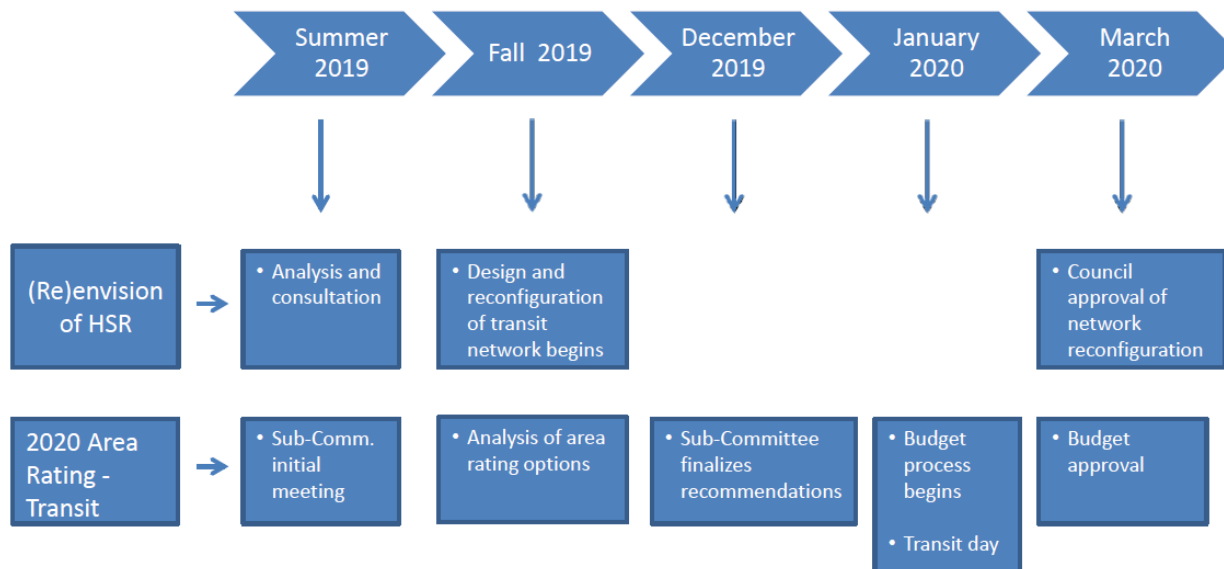 Summer
2019
Fall 2019
December
2019
January
2020
March
2020
(Re)envision
of HSR
• Analysis and
consultation
• Design and
reconfiguration
of transit
network begins
• Council
approval of
network
reconfiguration
2020 Area
Rating -
Transit
• Sub-Comm.
initial
meeting
• Analysis of area
rating options
• Sub-Committee
finalizes
recommendations
• Budget
process
begins
• Transit day
• Budget
approval